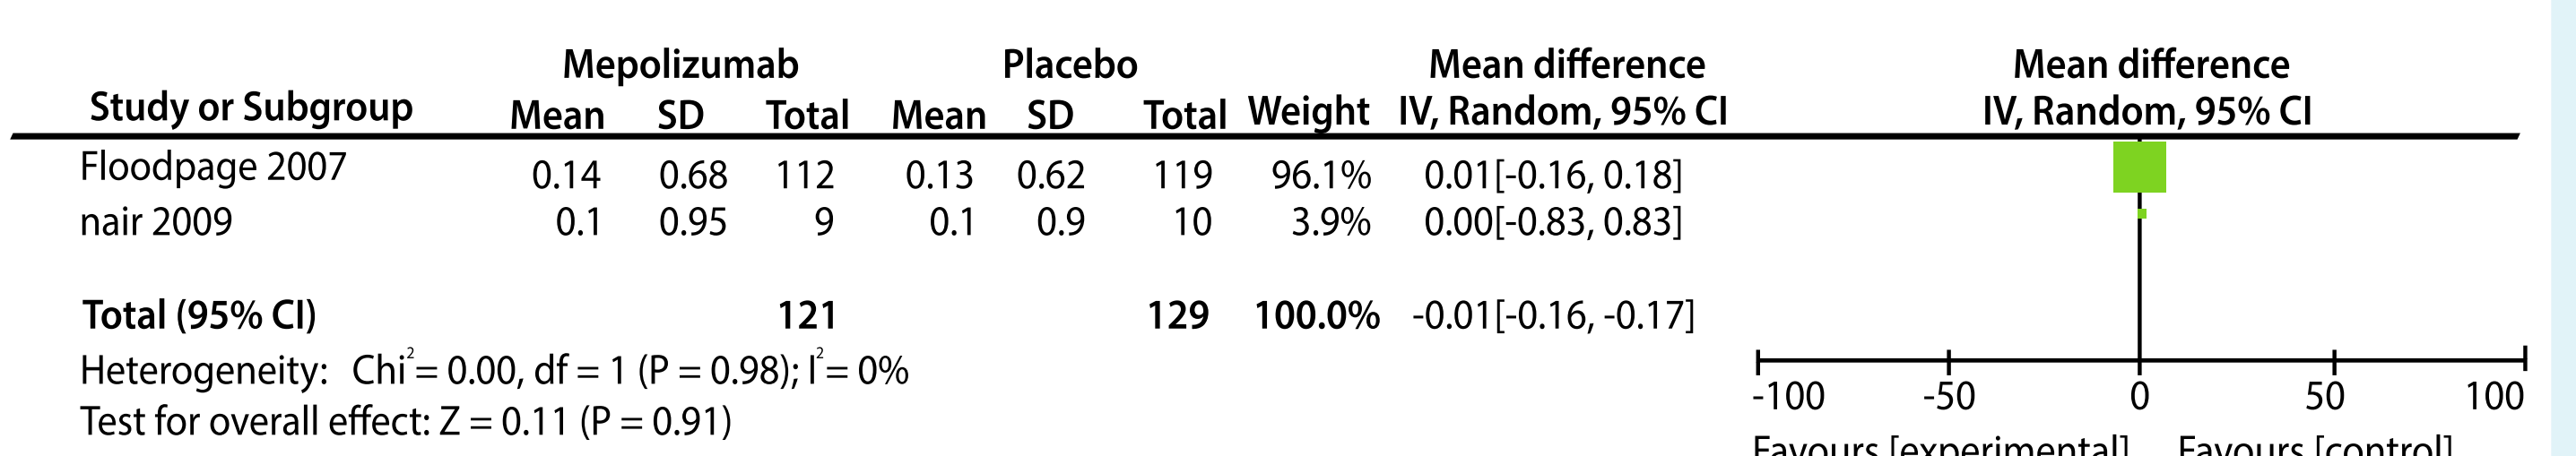 Mepolizumab Placebo Mean difference Mean difference
Study or Subgroup Mean SD Total Mean SD Total Weight IV, Random, 95% CI IV, Random, 95% CI
Floodpage 2007 0.14 0.68 112 0.13 0.62 119 96.1% 0.01[-0.16, 0.18]
nair 2009 0.1 0.95 9 0.1 0.9 10 3.9% 0.00[-0.83, 0.83]
Total (95% CI) 121 129 100.0% -0.01[-0.16, -0.17]
Heterogeneity: Chi²= 0.00, df = 1 (P = 0.98); I²= 0%
Test for overall effect: Z = 0.11 (P = 0.91)
-100 -50 0 50 100
Favours [experimental] Favours [control]